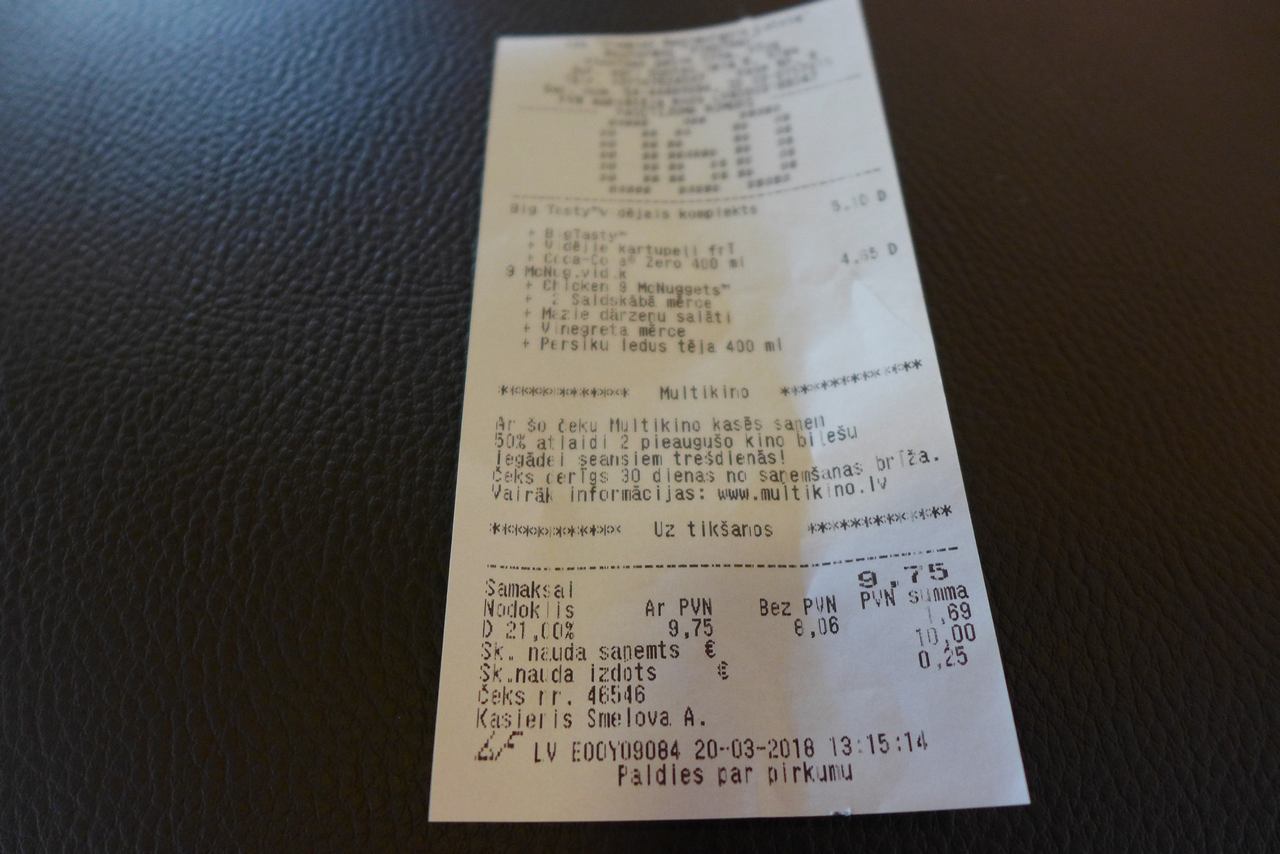 060
Big Tasty™v dējais komplekts 5.10 D
+ BigTasty™
+ Vidējie kartupeļi frī
+ Coca-Cola® Zero 400 ml
9 McNug.vid.k 4.65 D
+ Chicken 9 McNuggets™
+ 2 Saldskābā mērce
+ Mazie dārzeņu salāti
+ Vinegreta mērce
+ Persiku ledus tēja 400 ml
************ Multikino ************
Ar šo čeku Multikino kasēs saņem
50% atlaidi 2 pieaugušo kino biļešu
iegādei seansiem trešdienās!
Čeks derīgs 30 dienas no saņemšanas brīža.
Vairāk informācijas: www.multikino.lv
************ Uz tikšanos ************
Samaksai 9,75
Nodoklis Ar PVN Bez PVN PVN summa
D 21,00% 9,75 8,06 1,69
Sk. nauda saņemts € 10,00
Sk.nauda izdots € 0,25
Čeks nr. 46546
Kasieris Smelova A.
LV E00Y09084 20-03-2018 13:15:14
Paldies par pirkumu